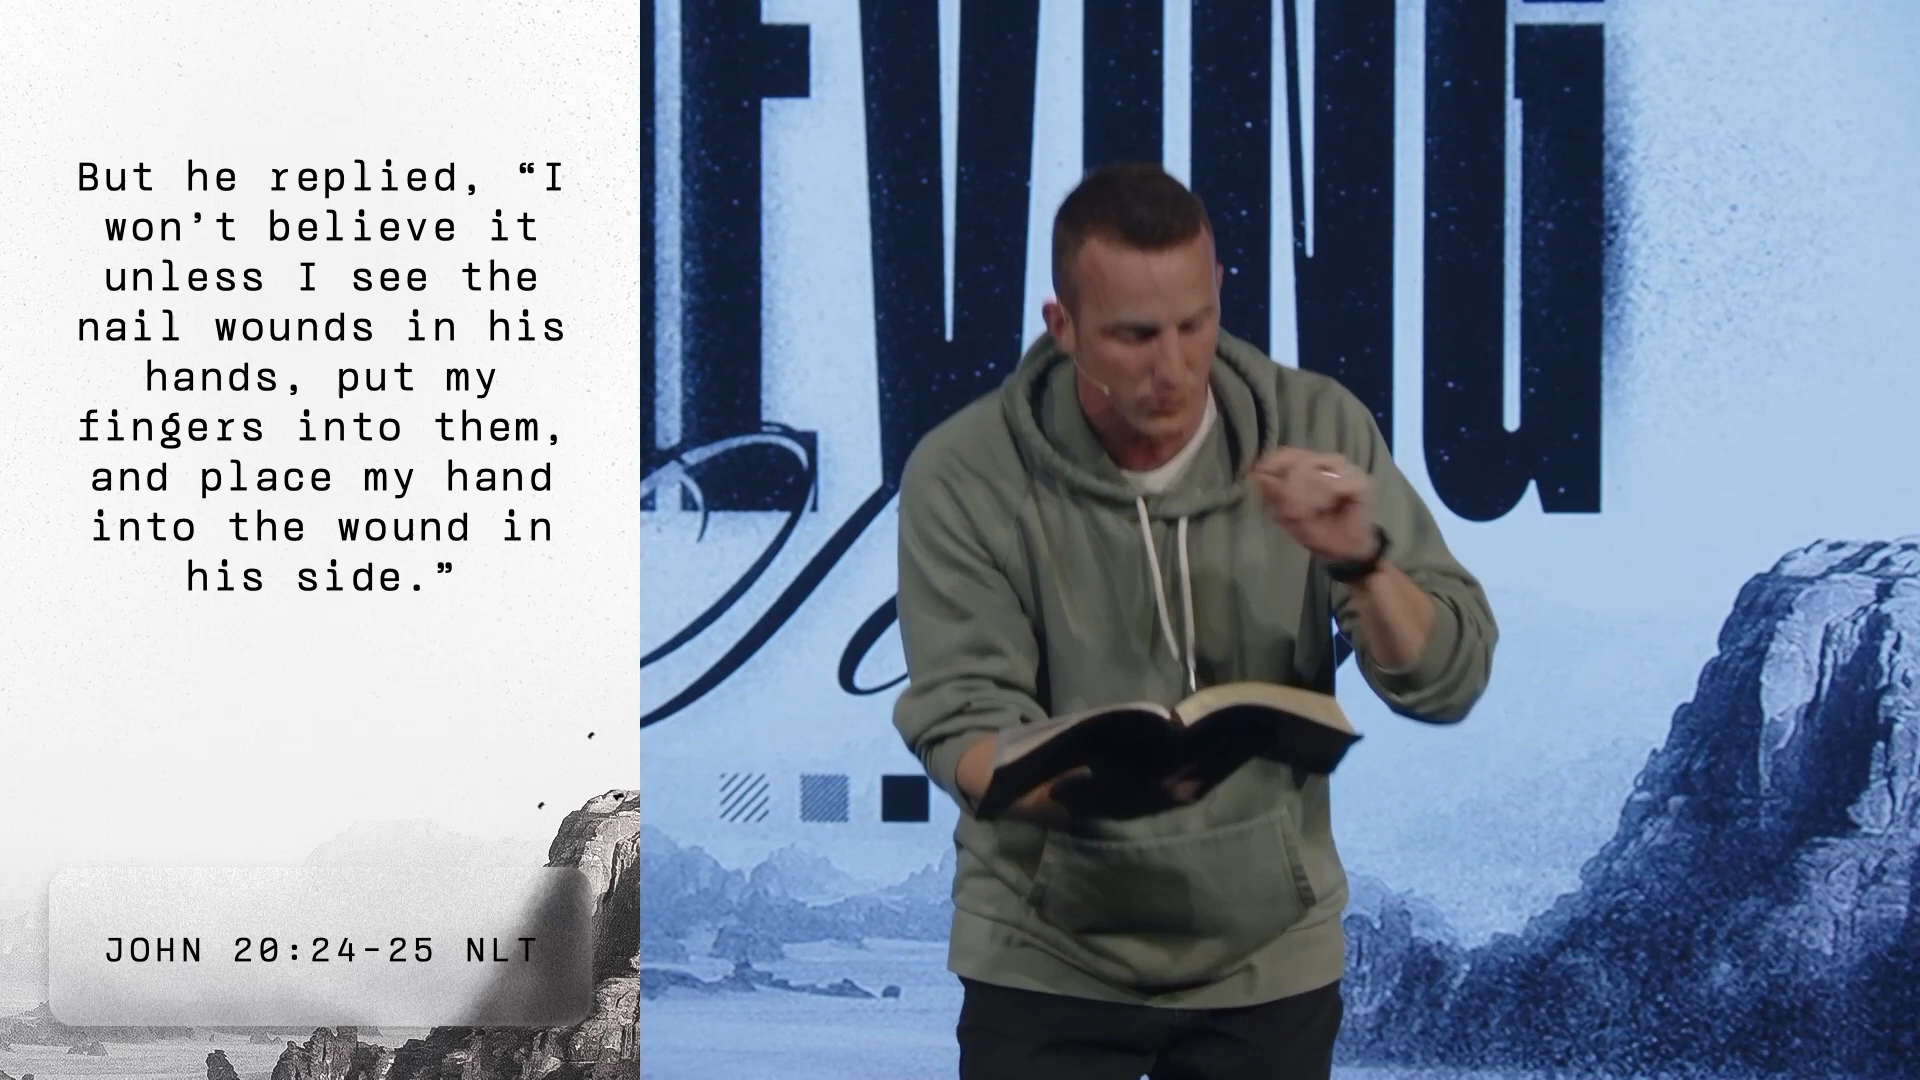 But he replied, “I
won’t believe it
unless I see the
nail wounds in his
hands, put my
fingers into them,
and place my hand
into the wound in
his side.”
JOHN 20:24-25 NLT
EVING